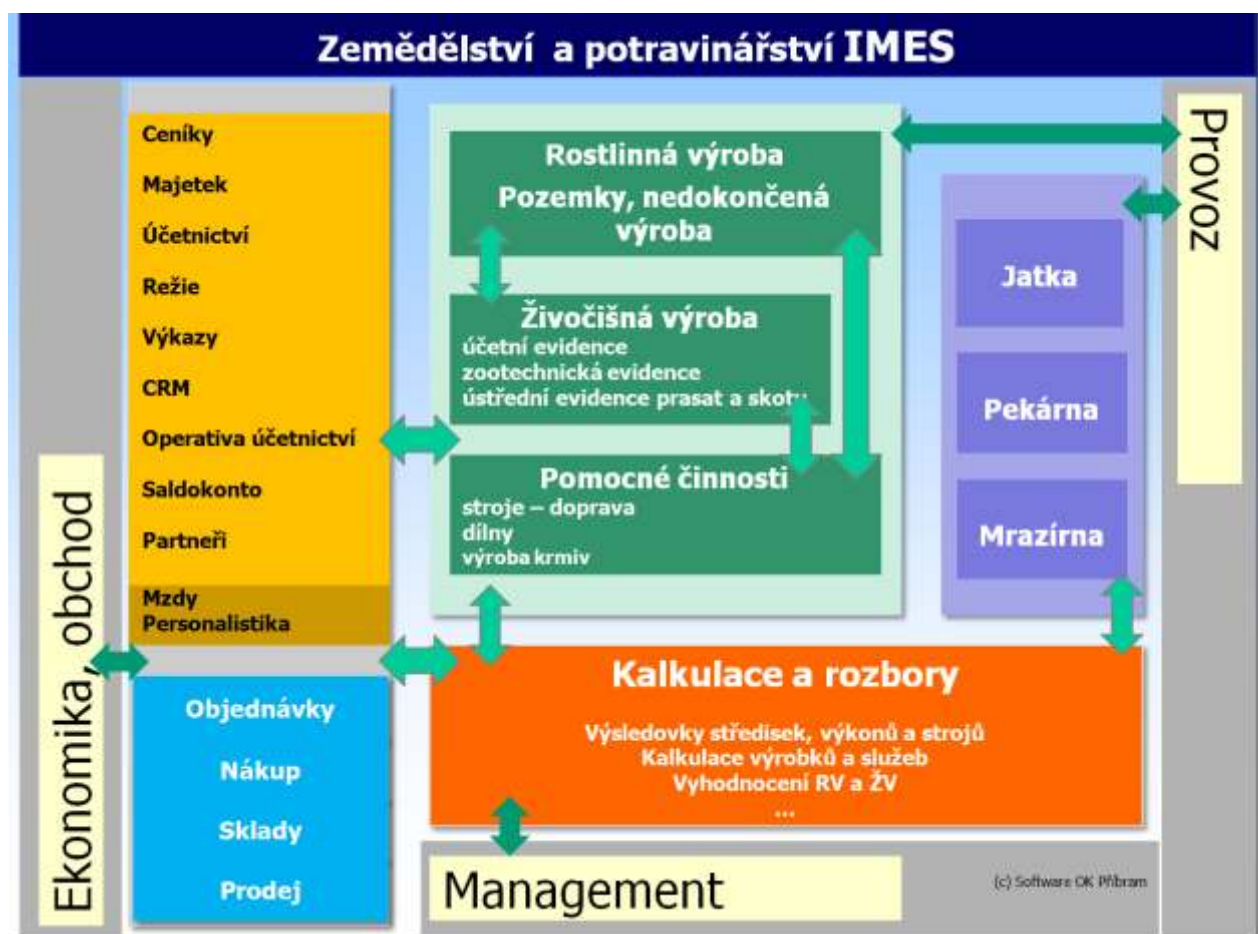 Zemědělství a potravinářství IMES
Ceníky
Majetek
Účetnictví
Režie
Výkazy
CRM
Operativa účetnictví
Saldokonto
Partneři
Mzdy
Personalistika
Ekonomika, obchod
Objednávky
Nákup
Sklady
Prodej
Rostlinná výroba
Pozemky, nedokončená
výroba
Živočišná výroba
účetní evidence
zootechnická evidence
ústřední evidence prasat a skotu
Pomocné činnosti
stroje – doprava
dílny
výroba krmiv
Jatka
Pekárna
Mrazírna
Provoz
Kalkulace a rozbory
Výsledovky středisek, výkonů a strojů
Kalkulace výrobků a služeb
Vyhodnocení RV a ŽV
...
Management
(c) Software OK Příbram